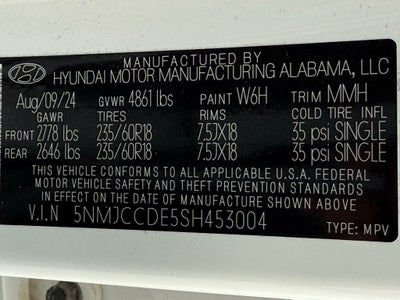 MANUFACTURED BY
HYUNDAI MOTOR MANUFACTURING ALABAMA, LLC
Aug/09/24 GVWR 4861 lbs PAINT W6H TRIM MMH
GAWR TIRES RIMS COLD TIRE INFL
FRONT 2778 lbs 235/60R18 7.5JX18 35 psi SINGLE
REAR 2646 lbs 235/60R18 7.5JX18 35 psi SINGLE
THIS VEHICLE CONFORMS TO ALL APPLICABLE U.S.A. FEDERAL
MOTOR VEHICLE SAFETY AND THEFT PREVENTION STANDARDS
IN EFFECT ON THE DATE OF MANUFACTURE SHOWN ABOVE
V.I.N 5NMJCCDE5SH453004 TYPE: MPV